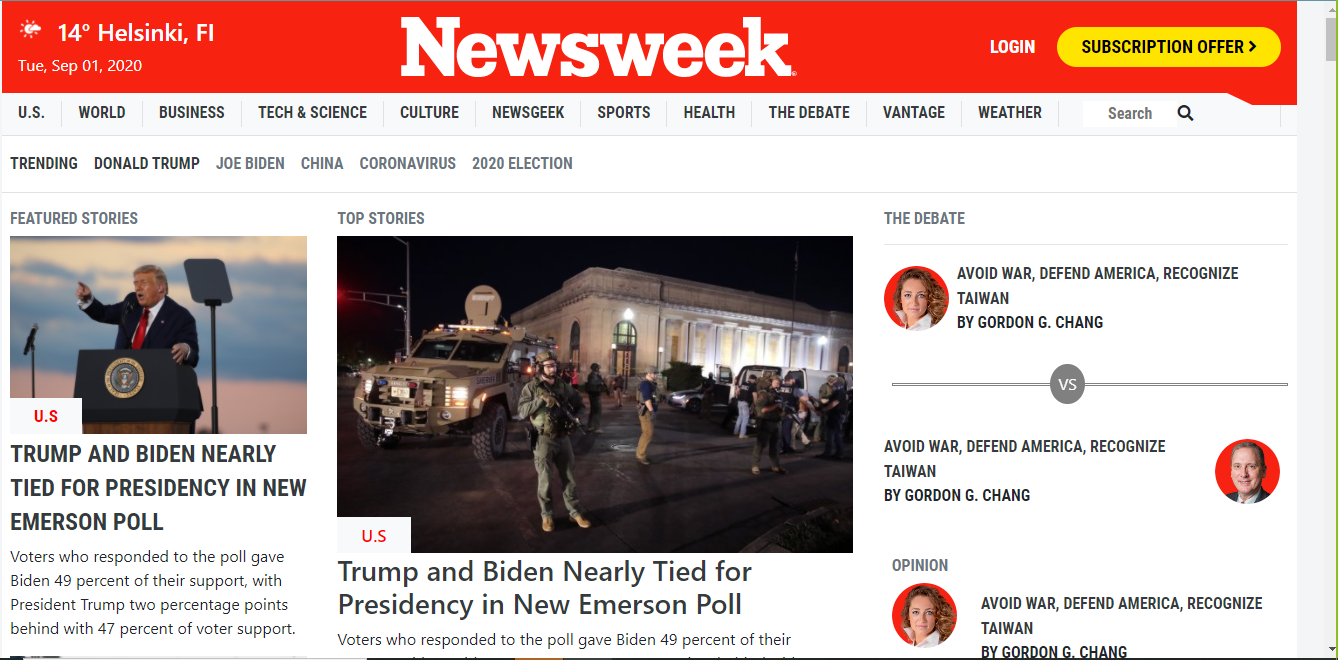 14° Helsinki, FI
Tue, Sep 01, 2020
Newsweek
LOGIN
SUBSCRIPTION OFFER
U.S.
WORLD
BUSINESS
TECH & SCIENCE
CULTURE
NEWSGEEK
SPORTS
HEALTH
THE DEBATE
VANTAGE
WEATHER
Search
TRENDING
DONALD TRUMP
JOE BIDEN
CHINA
CORONAVIRUS
2020 ELECTION
FEATURED STORIES
U.S
TRUMP AND BIDEN NEARLY
TIED FOR PRESIDENCY IN NEW
EMERSON POLL
Voters who responded to the poll gave
Biden 49 percent of their support, with
President Trump two percentage points
behind with 47 percent of voter support.
TOP STORIES
U.S
Trump and Biden Nearly Tied for
Presidency in New Emerson Poll
Voters who responded to the poll gave Biden 49 percent of their
THE DEBATE
AVOID WAR, DEFEND AMERICA, RECOGNIZE
TAIWAN
BY GORDON G. CHANG
VS
AVOID WAR, DEFEND AMERICA, RECOGNIZE
TAIWAN
BY GORDON G. CHANG
OPINION
AVOID WAR, DEFEND AMERICA, RECOGNIZE
TAIWAN
BY GORDON G. CHANG